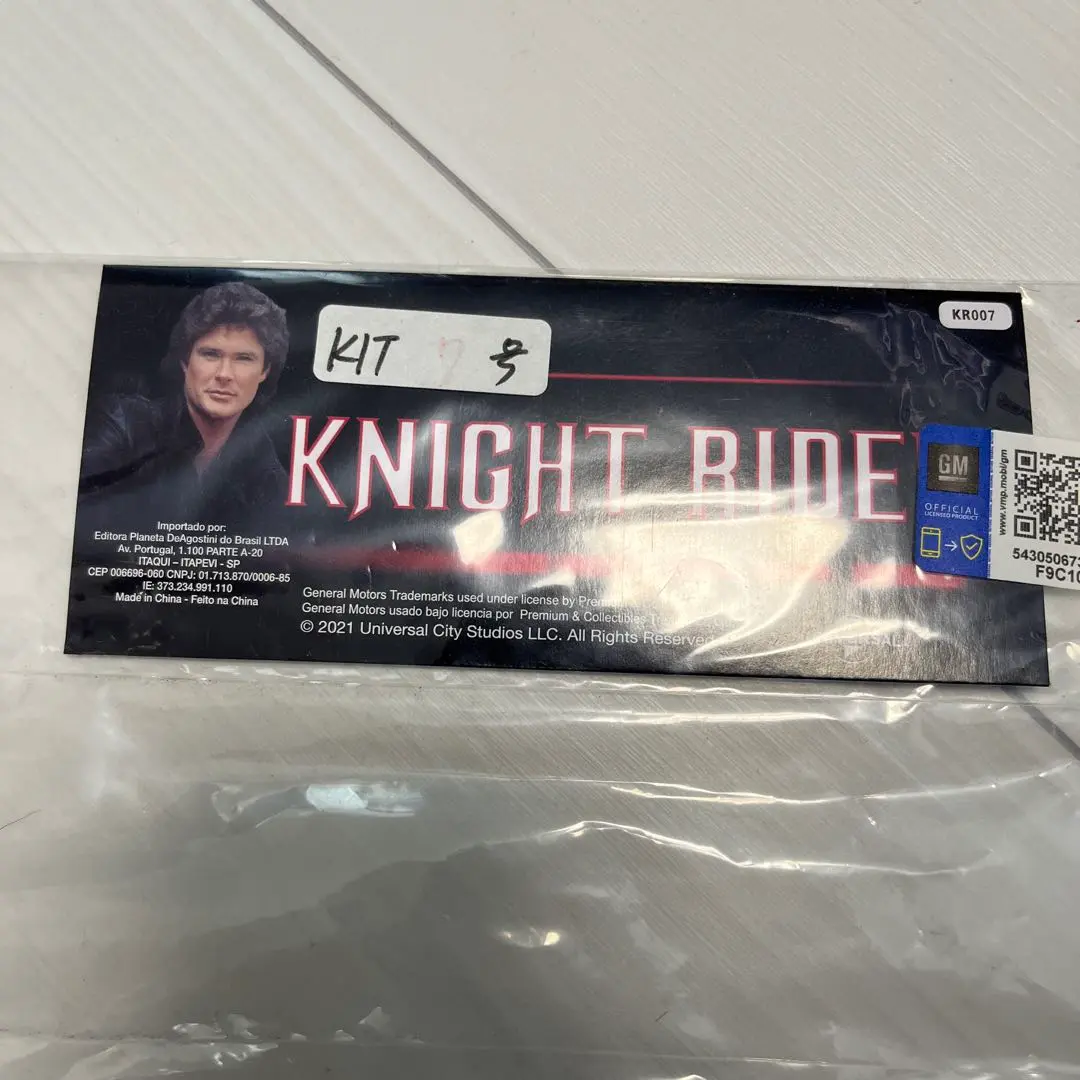 KR007
KIT 7 号
KNIGHT RIDE
GM
OFFICIAL
LICENSED PRODUCT
www.vmp.mobi/gm
54305067
F9C10
Importado por:
Editora Planeta DeAgostini do Brasil LTDA
Av. Portugal, 1.100 PARTE A-20
ITAQUI – ITAPEVI - SP
CEP 006696-060 CNPJ: 01.713.870/0006-85
IE: 373.234.991.110
Made in China - Feito na China
General Motors Trademarks used under license by
General Motors usado bajo licencia por Premium & Collectibles
© 2021 Universal City Studios LLC. All Rights Reserved